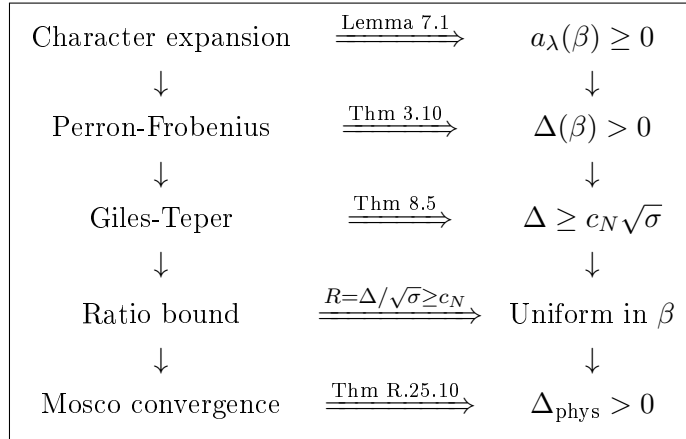 Character expansion Lemma 7.1 ⟹ a_λ(β) ≥ 0
↓ ↓
Perron-Frobenius Thm 3.10 ⟹ Δ(β) > 0
↓ ↓
Giles-Teper Thm 8.5 ⟹ Δ ≥ c_N√σ
↓ ↓
Ratio bound R=Δ/√σ≥c_N ⟹ Uniform in β
↓ ↓
Mosco convergence Thm R.25.10 ⟹ Δ_phys > 0